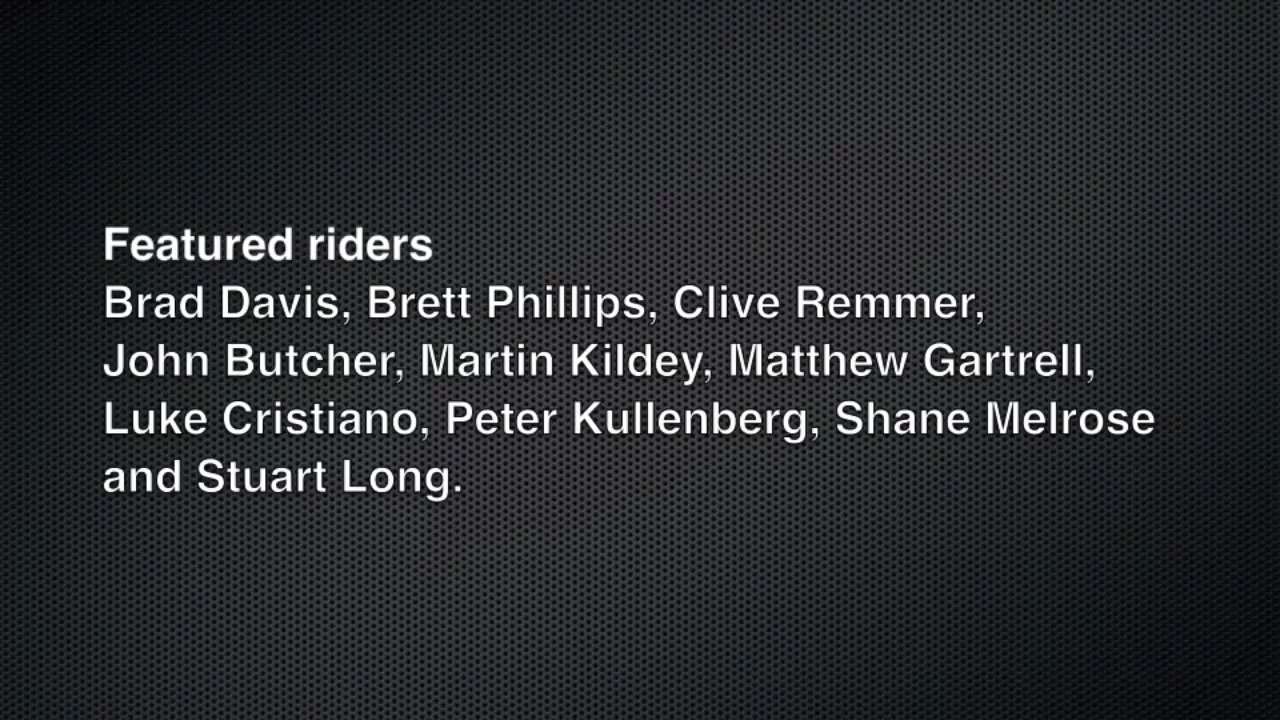 Featured riders
Brad Davis, Brett Phillips, Clive Remmer,
John Butcher, Martin Kildey, Matthew Gartrell,
Luke Cristiano, Peter Kullenberg, Shane Melrose
and Stuart Long.